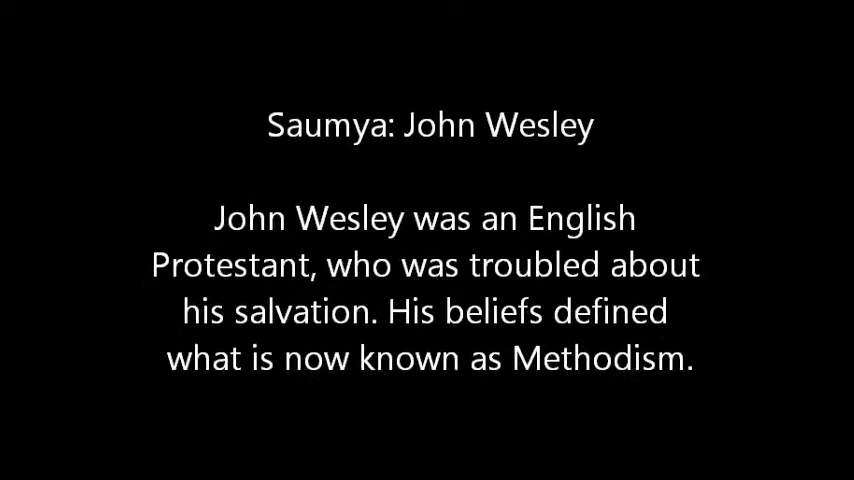 Saumya: John Wesley
John Wesley was an English
Protestant, who was troubled about
his salvation. His beliefs defined
what is now known as Methodism.